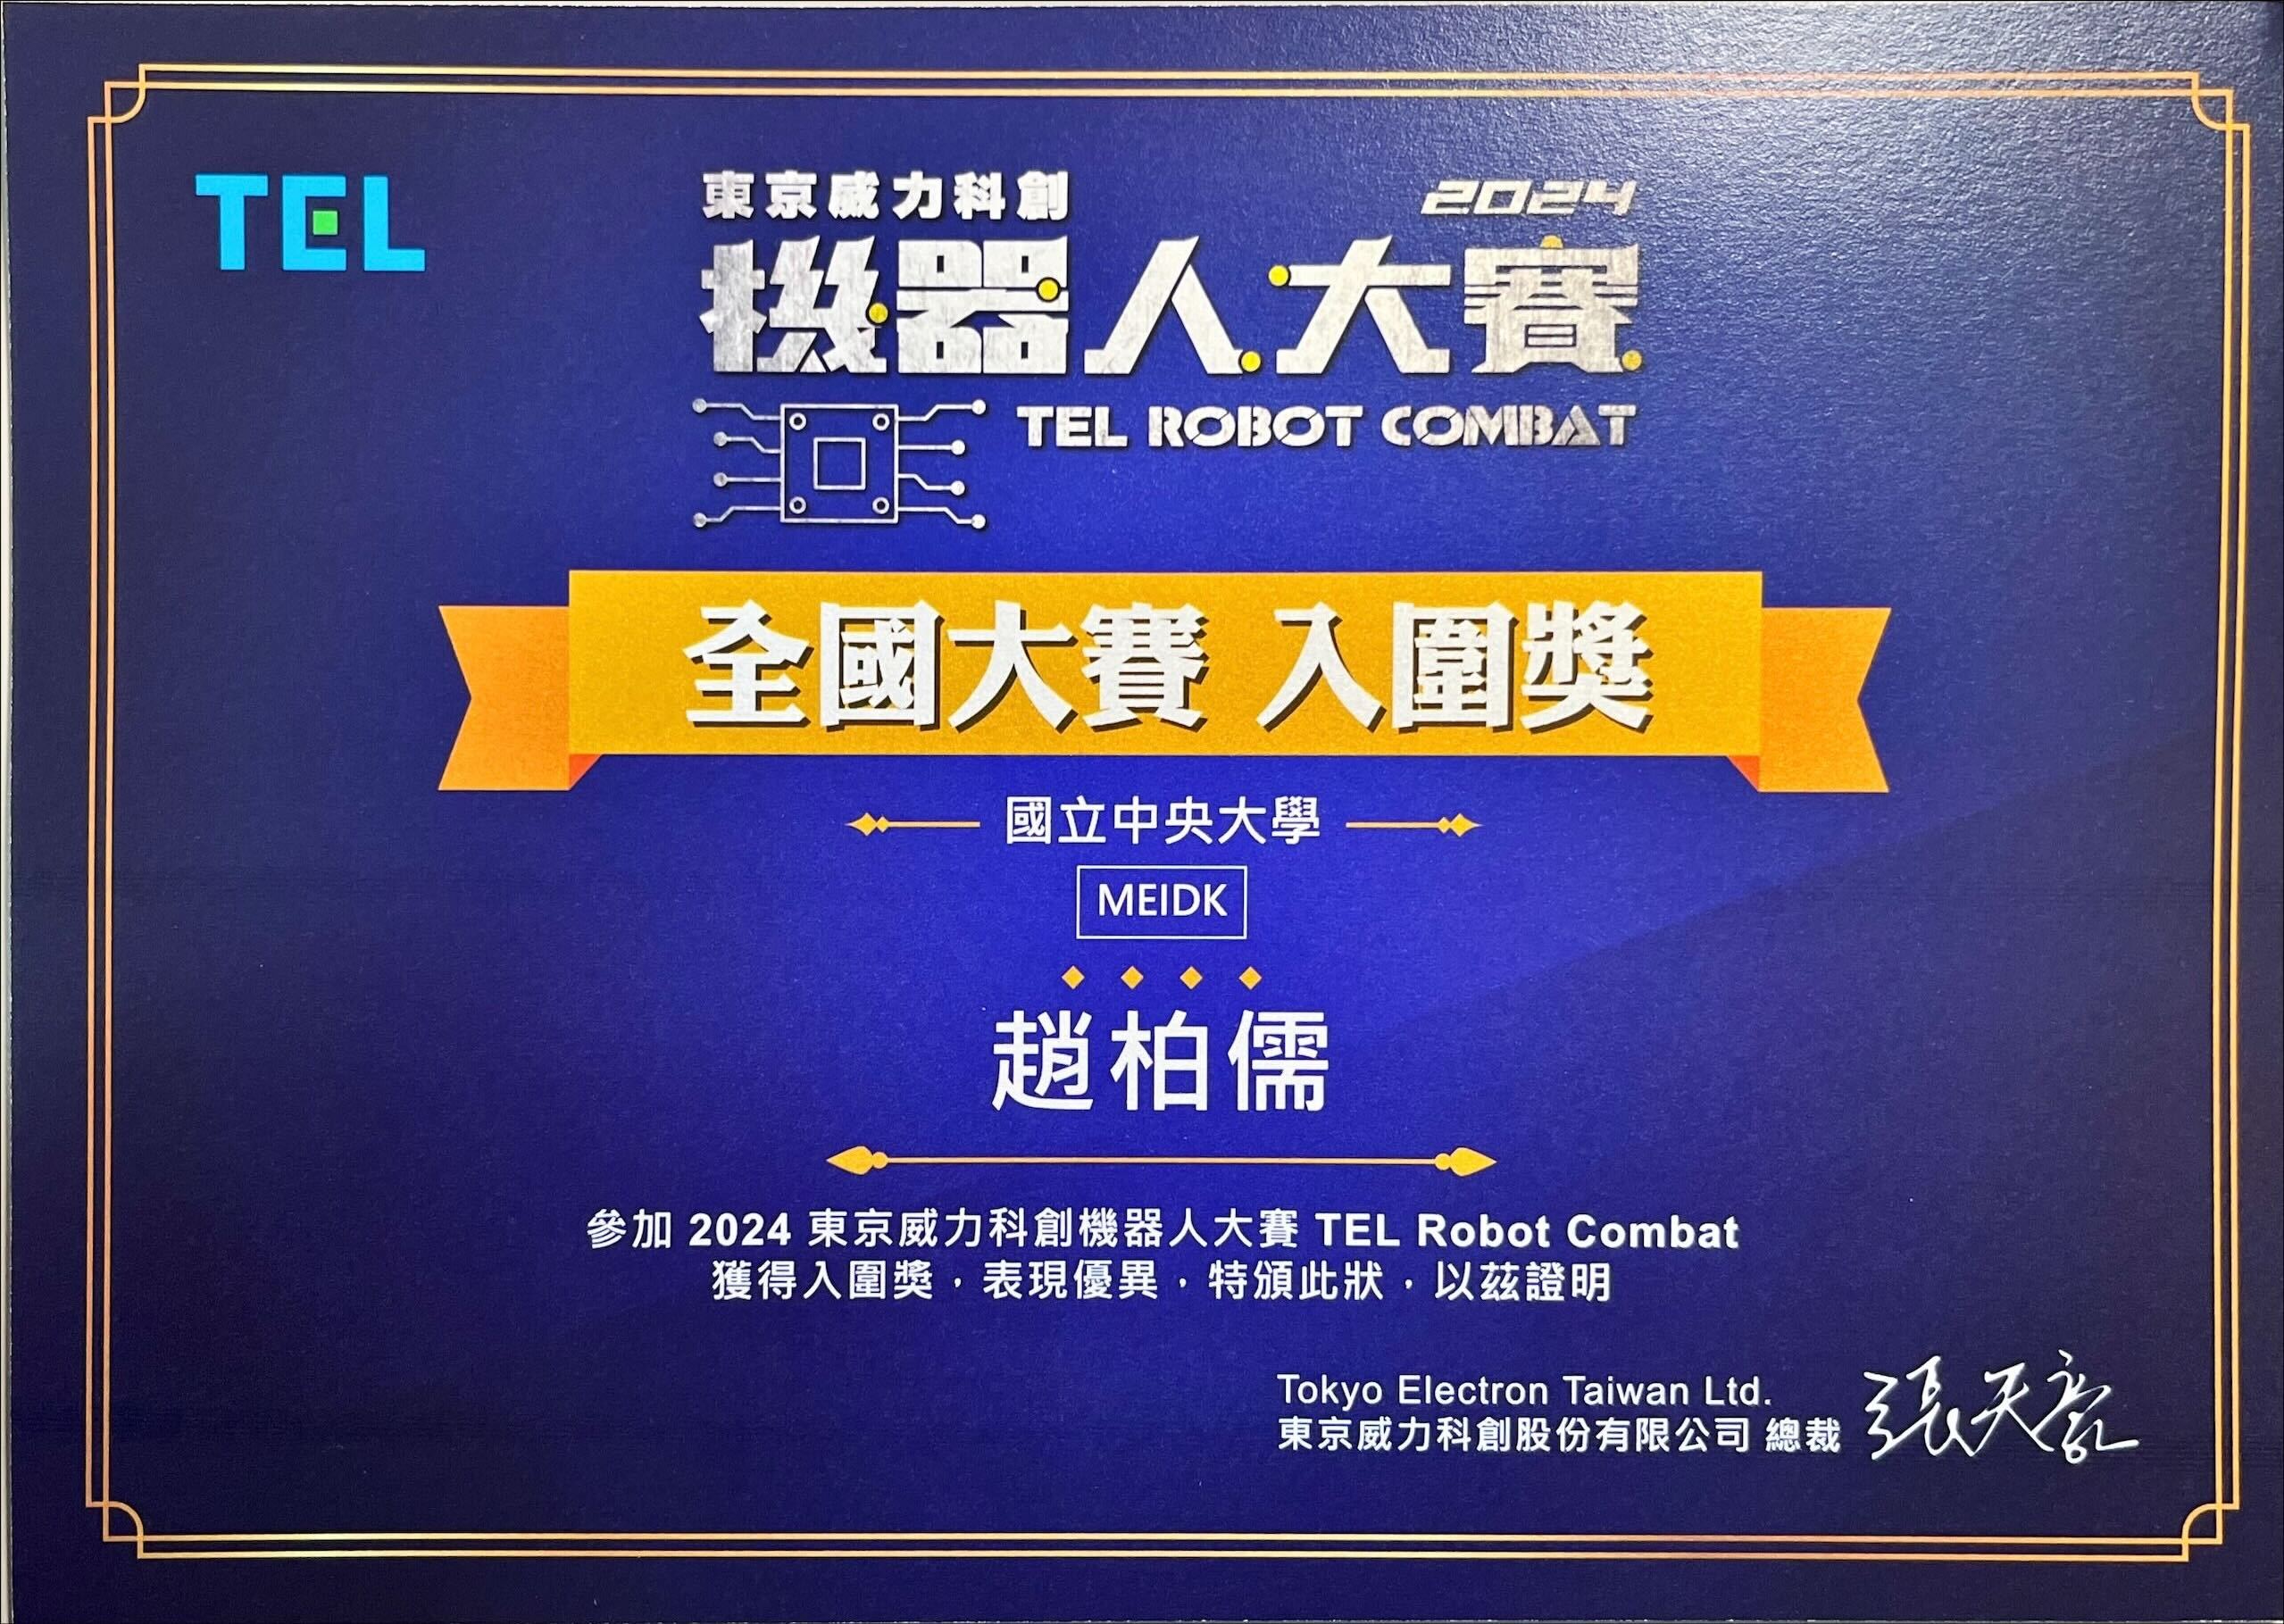 TEL
東京威力科創 2024
機器人大賽
TEL ROBOT COMBAT
全國大賽 入圍獎
國立中央大學
MEIDK
趙柏儒
參加 2024 東京威力科創機器人大賽 TEL Robot Combat
獲得入圍獎，表現優異，特頒此狀，以茲證明
Tokyo Electron Taiwan Ltd.
東京威力科創股份有限公司 總裁 張天豪